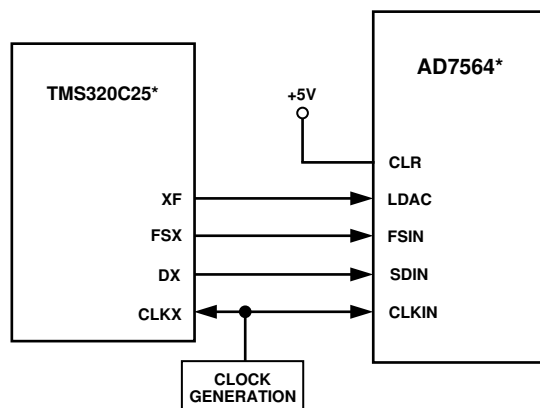 TMS320C25*
AD7564*
+5V
CLR
XF
LDAC
FSX
FSIN
DX
SDIN
CLKX
CLKIN
CLOCK
GENERATION